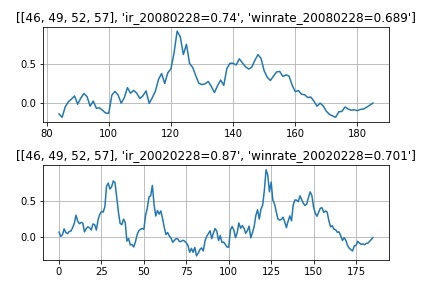 [[46, 49, 52, 57], 'ir_20080228=0.74', 'winrate_20080228=0.689']
0.5
0.0
80 100 120 140 160 180
[[46, 49, 52, 57], 'ir_20020228=0.87', 'winrate_20020228=0.701']
0.5
0.0
0 25 50 75 100 125 150 175